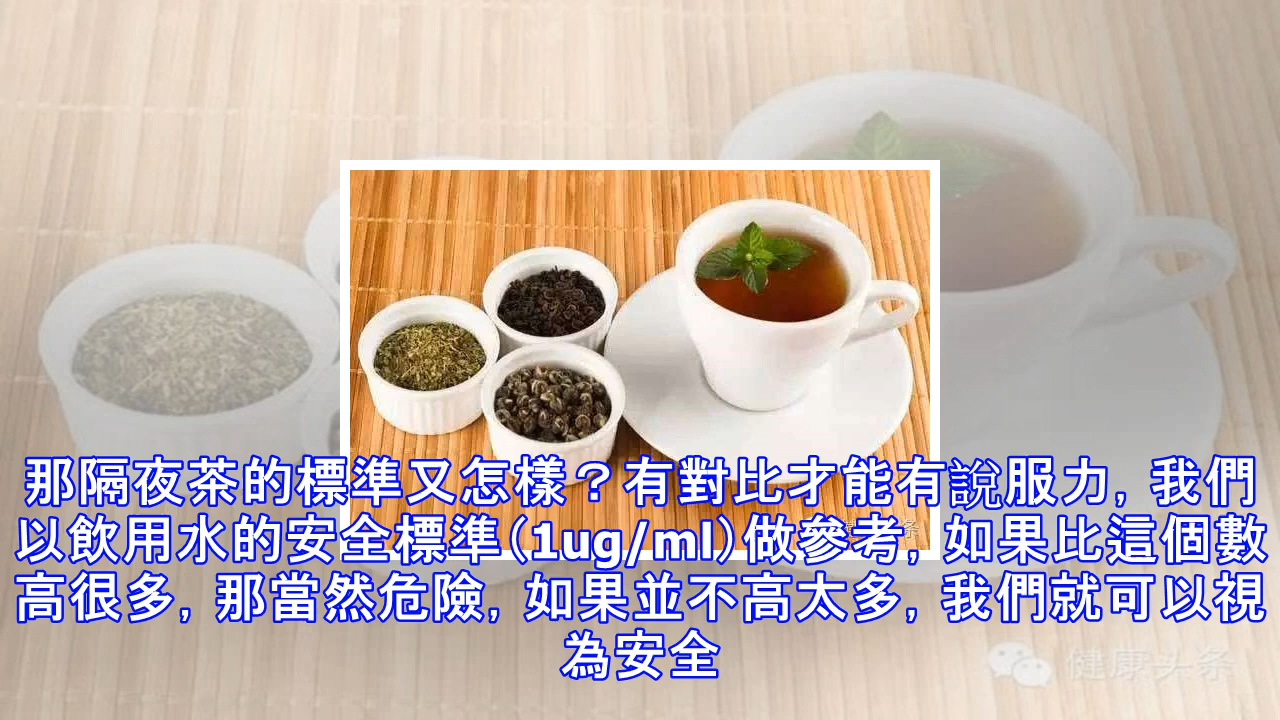 那隔夜茶的標準又怎樣？有對比才能有說服力, 我們
以飲用水的安全標準(1ug/ml)做參考, 如果比這個數
高很多, 那當然危險, 如果並不高太多, 我們就可以視
為安全
健康头条